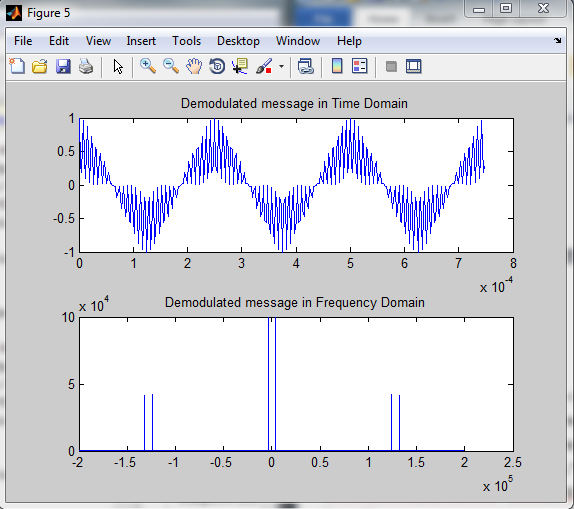 Figure 5
File Edit View Insert Tools Desktop Window Help
Demodulated message in Time Domain
1
0.5
0
-0.5
-1
0 1 2 3 4 5 6 7 8
x 10^-4
Demodulated message in Frequency Domain
x 10^4
10
5
0
-2 -1.5 -1 -0.5 0 0.5 1 1.5 2 2.5
x 10^5